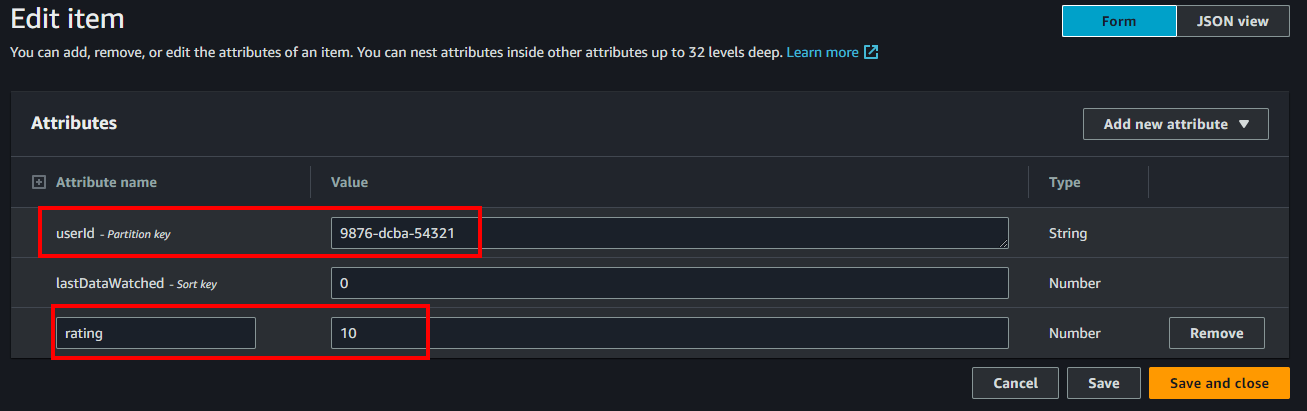 Edit item
Form JSON view
You can add, remove, or edit the attributes of an item. You can nest attributes inside other attributes up to 32 levels deep. Learn more
Attributes
Add new attribute
Attribute name Value Type
userId - Partition key 9876-dcba-54321 String
lastDataWatched - Sort key 0 Number
rating 10 Number Remove
Cancel Save Save and close